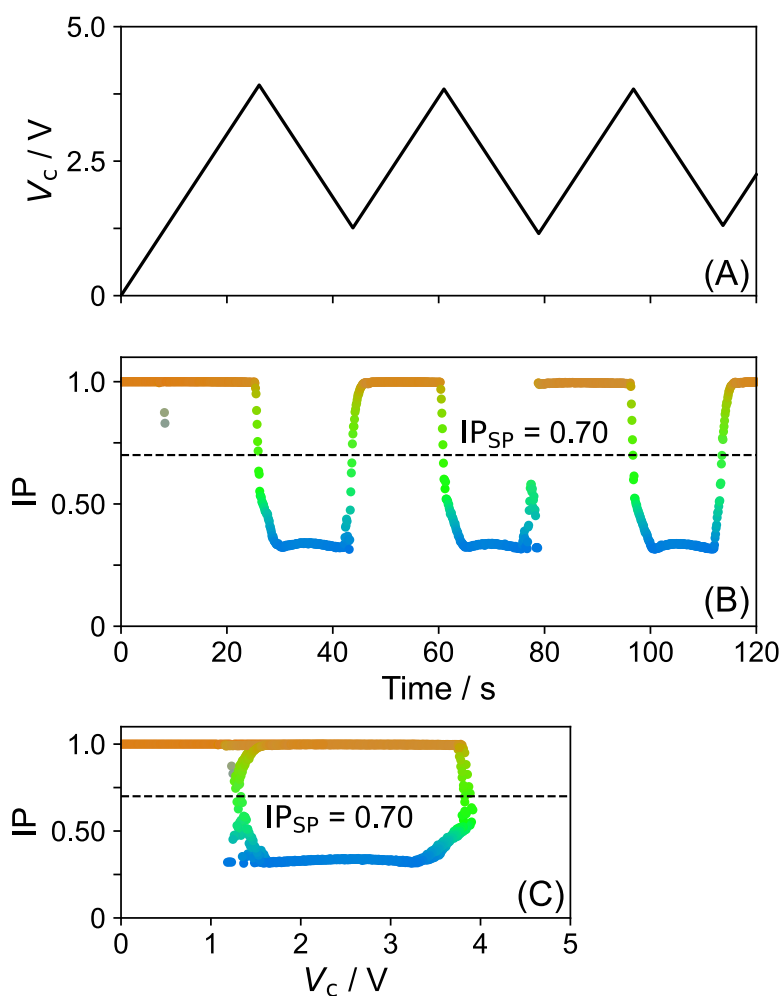 5.0
2.5
0
V_c / V
(A)
1.0
0.50
0
IP
IP_SP = 0.70
(B)
0 20 40 60 80 100 120
Time / s
1.0
0.50
0
IP
IP_SP = 0.70
(C)
0 1 2 3 4 5
V_c / V